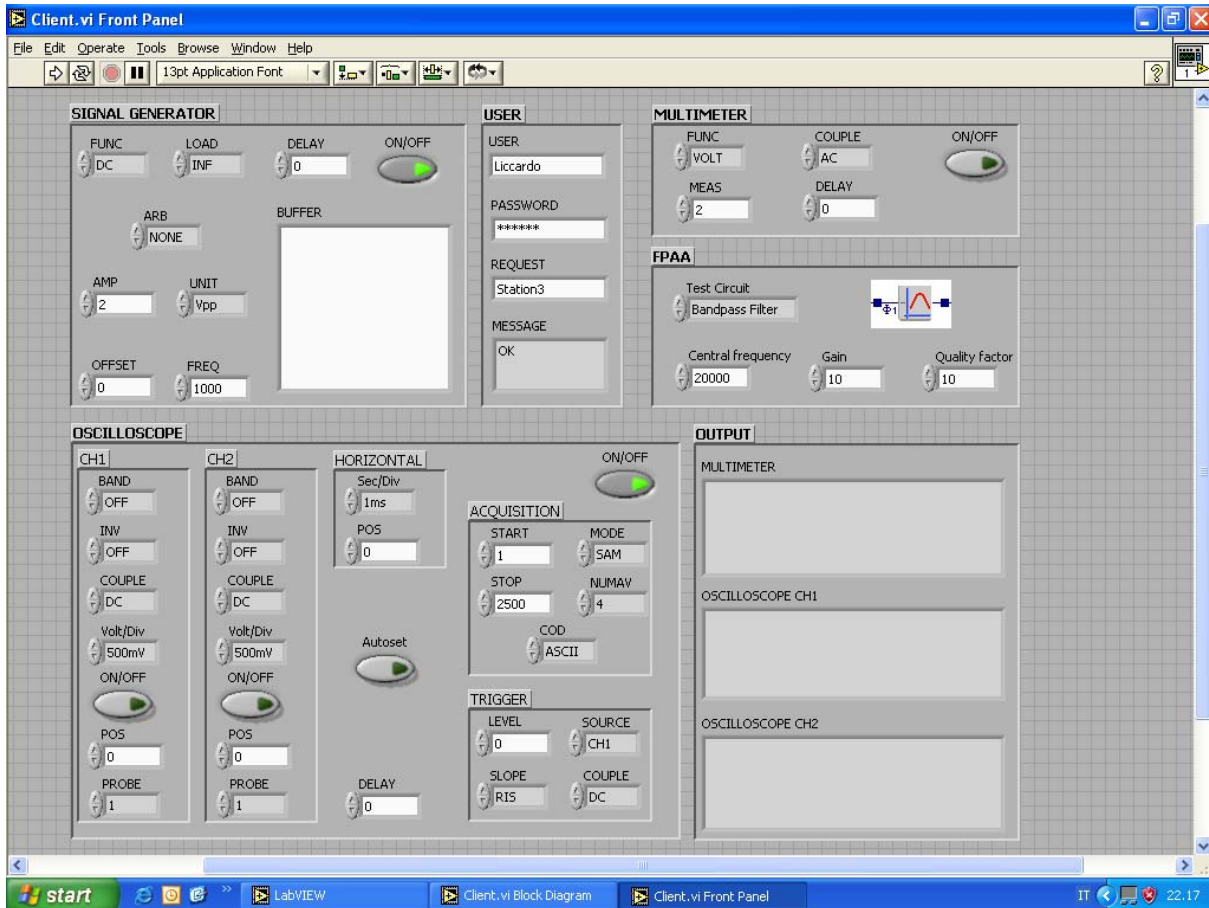 Client.vi Front Panel
File Edit Operate Tools Browse Window Help
13pt Application Font
1
SIGNAL GENERATOR
FUNC LOAD DELAY ON/OFF
DC INF 0
ARB BUFFER
NONE
AMP UNIT
2 Vpp
OFFSET FREQ
0 1000
USER
USER
Liccardo
PASSWORD
******
REQUEST
Station3
MESSAGE
OK
MULTIMETER
FUNC COUPLE ON/OFF
VOLT AC
MEAS DELAY
2 0
FPAA
Test Circuit
Bandpass Filter
Φ1
Central frequency Gain Quality factor
20000 10 10
OSCILLOSCOPE
CH1
BAND
OFF
INV
OFF
COUPLE
DC
Volt/Div
500mV
ON/OFF
POS
0
PROBE
1
CH2
BAND
OFF
INV
OFF
COUPLE
DC
Volt/Div
500mV
ON/OFF
POS
0
PROBE
1
HORIZONTAL
Sec/Div
1ms
POS
0
Autoset
DELAY
0
ON/OFF
ACQUISITION
START MODE
1 SAM
STOP NUMAV
2500 4
COD
ASCII
TRIGGER
LEVEL SOURCE
0 CH1
SLOPE COUPLE
RIS DC
OUTPUT
MULTIMETER
OSCILLOSCOPE CH1
OSCILLOSCOPE CH2
start » LabVIEW Client.vi Block Diagram Client.vi Front Panel IT 22.17